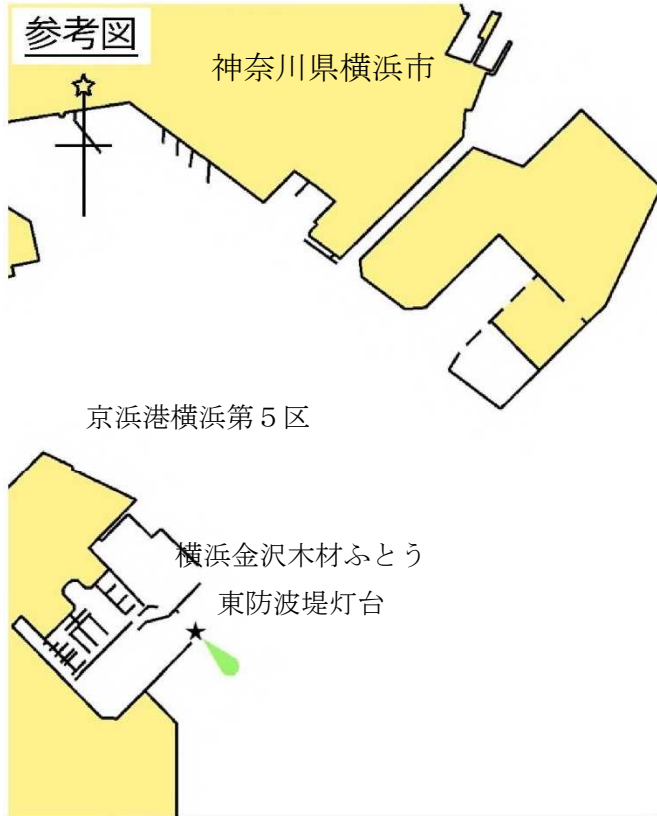 参考図
神奈川県横浜市
京浜港横浜第5区
横浜金沢木材ふとう
東防波堤灯台